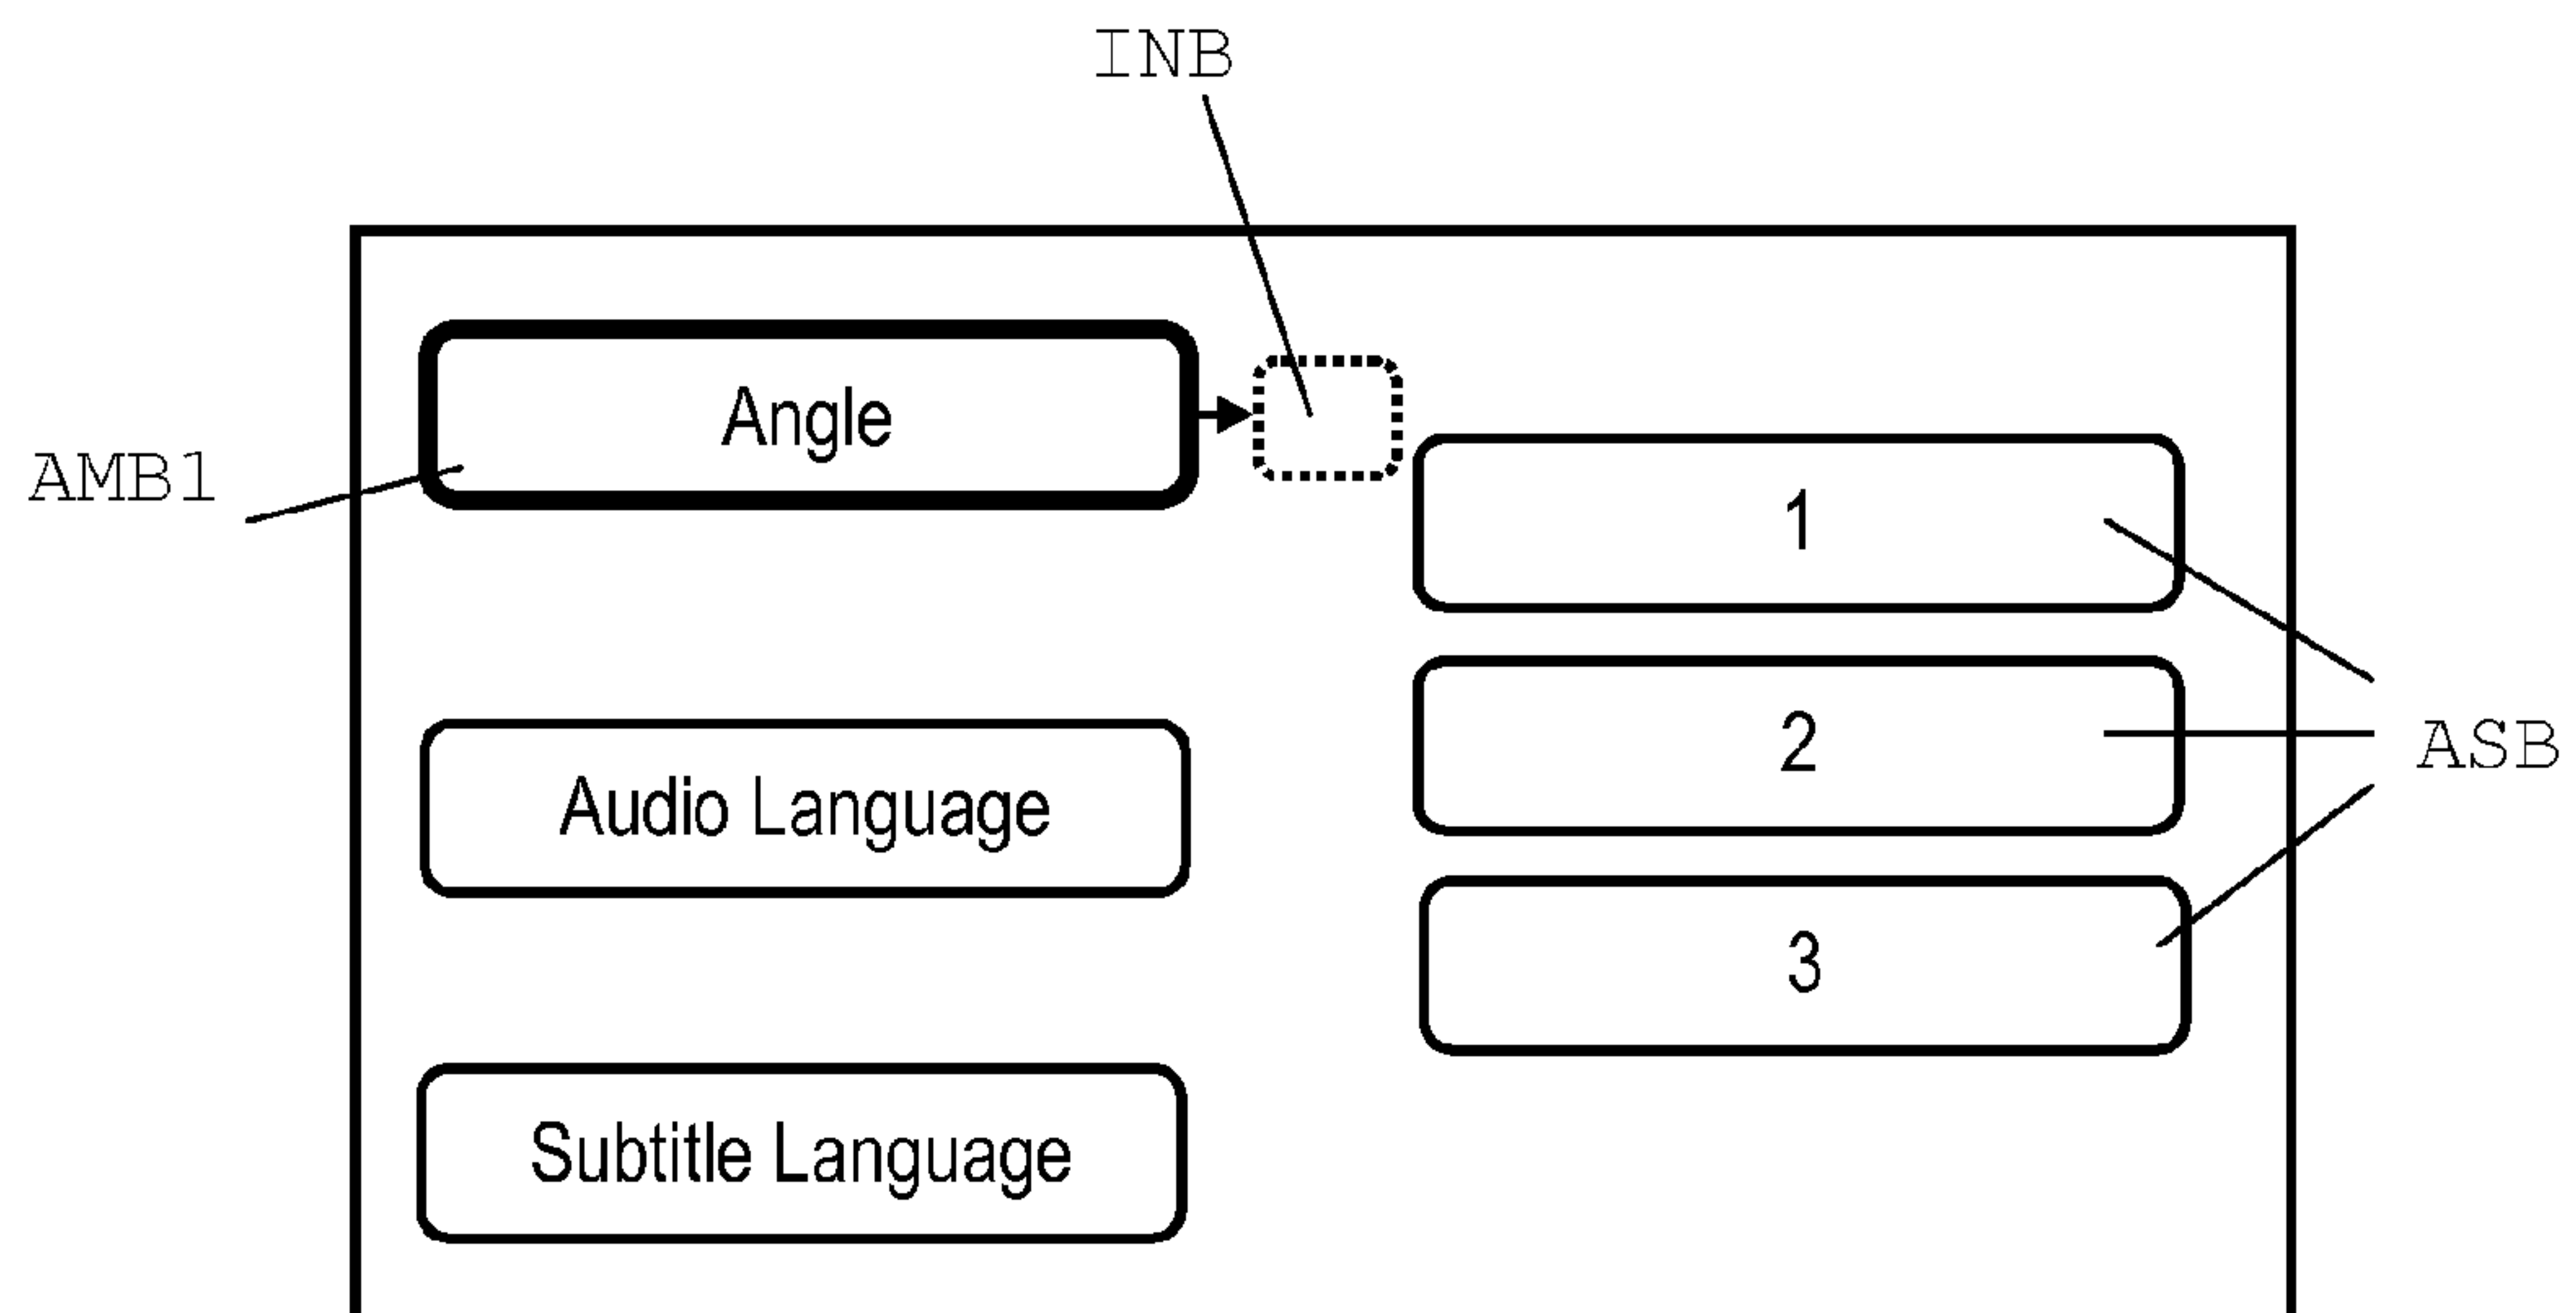 INB
Angle
AMB1
1
2
ASB
Audio Language
3
Subtitle Language